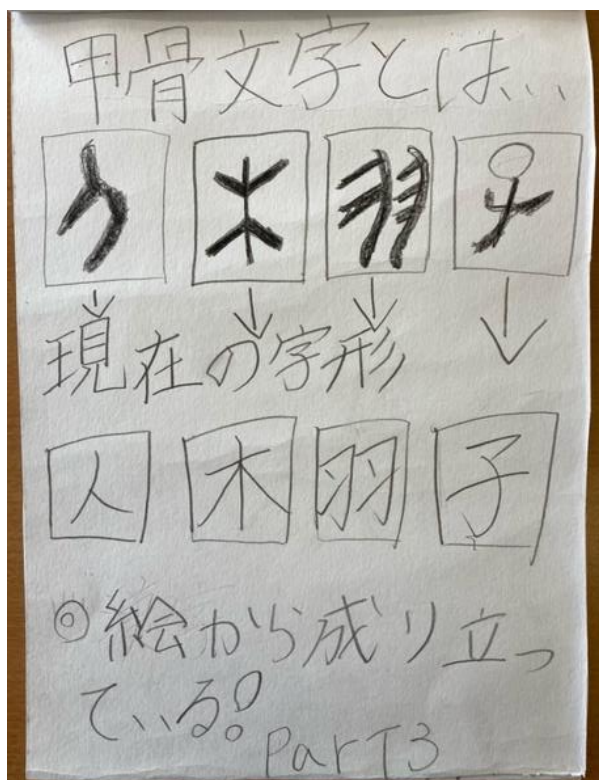 甲骨文字とは、、
現在の字形
人 木 羽 子
◎絵から成り立っ
ている!
Part3